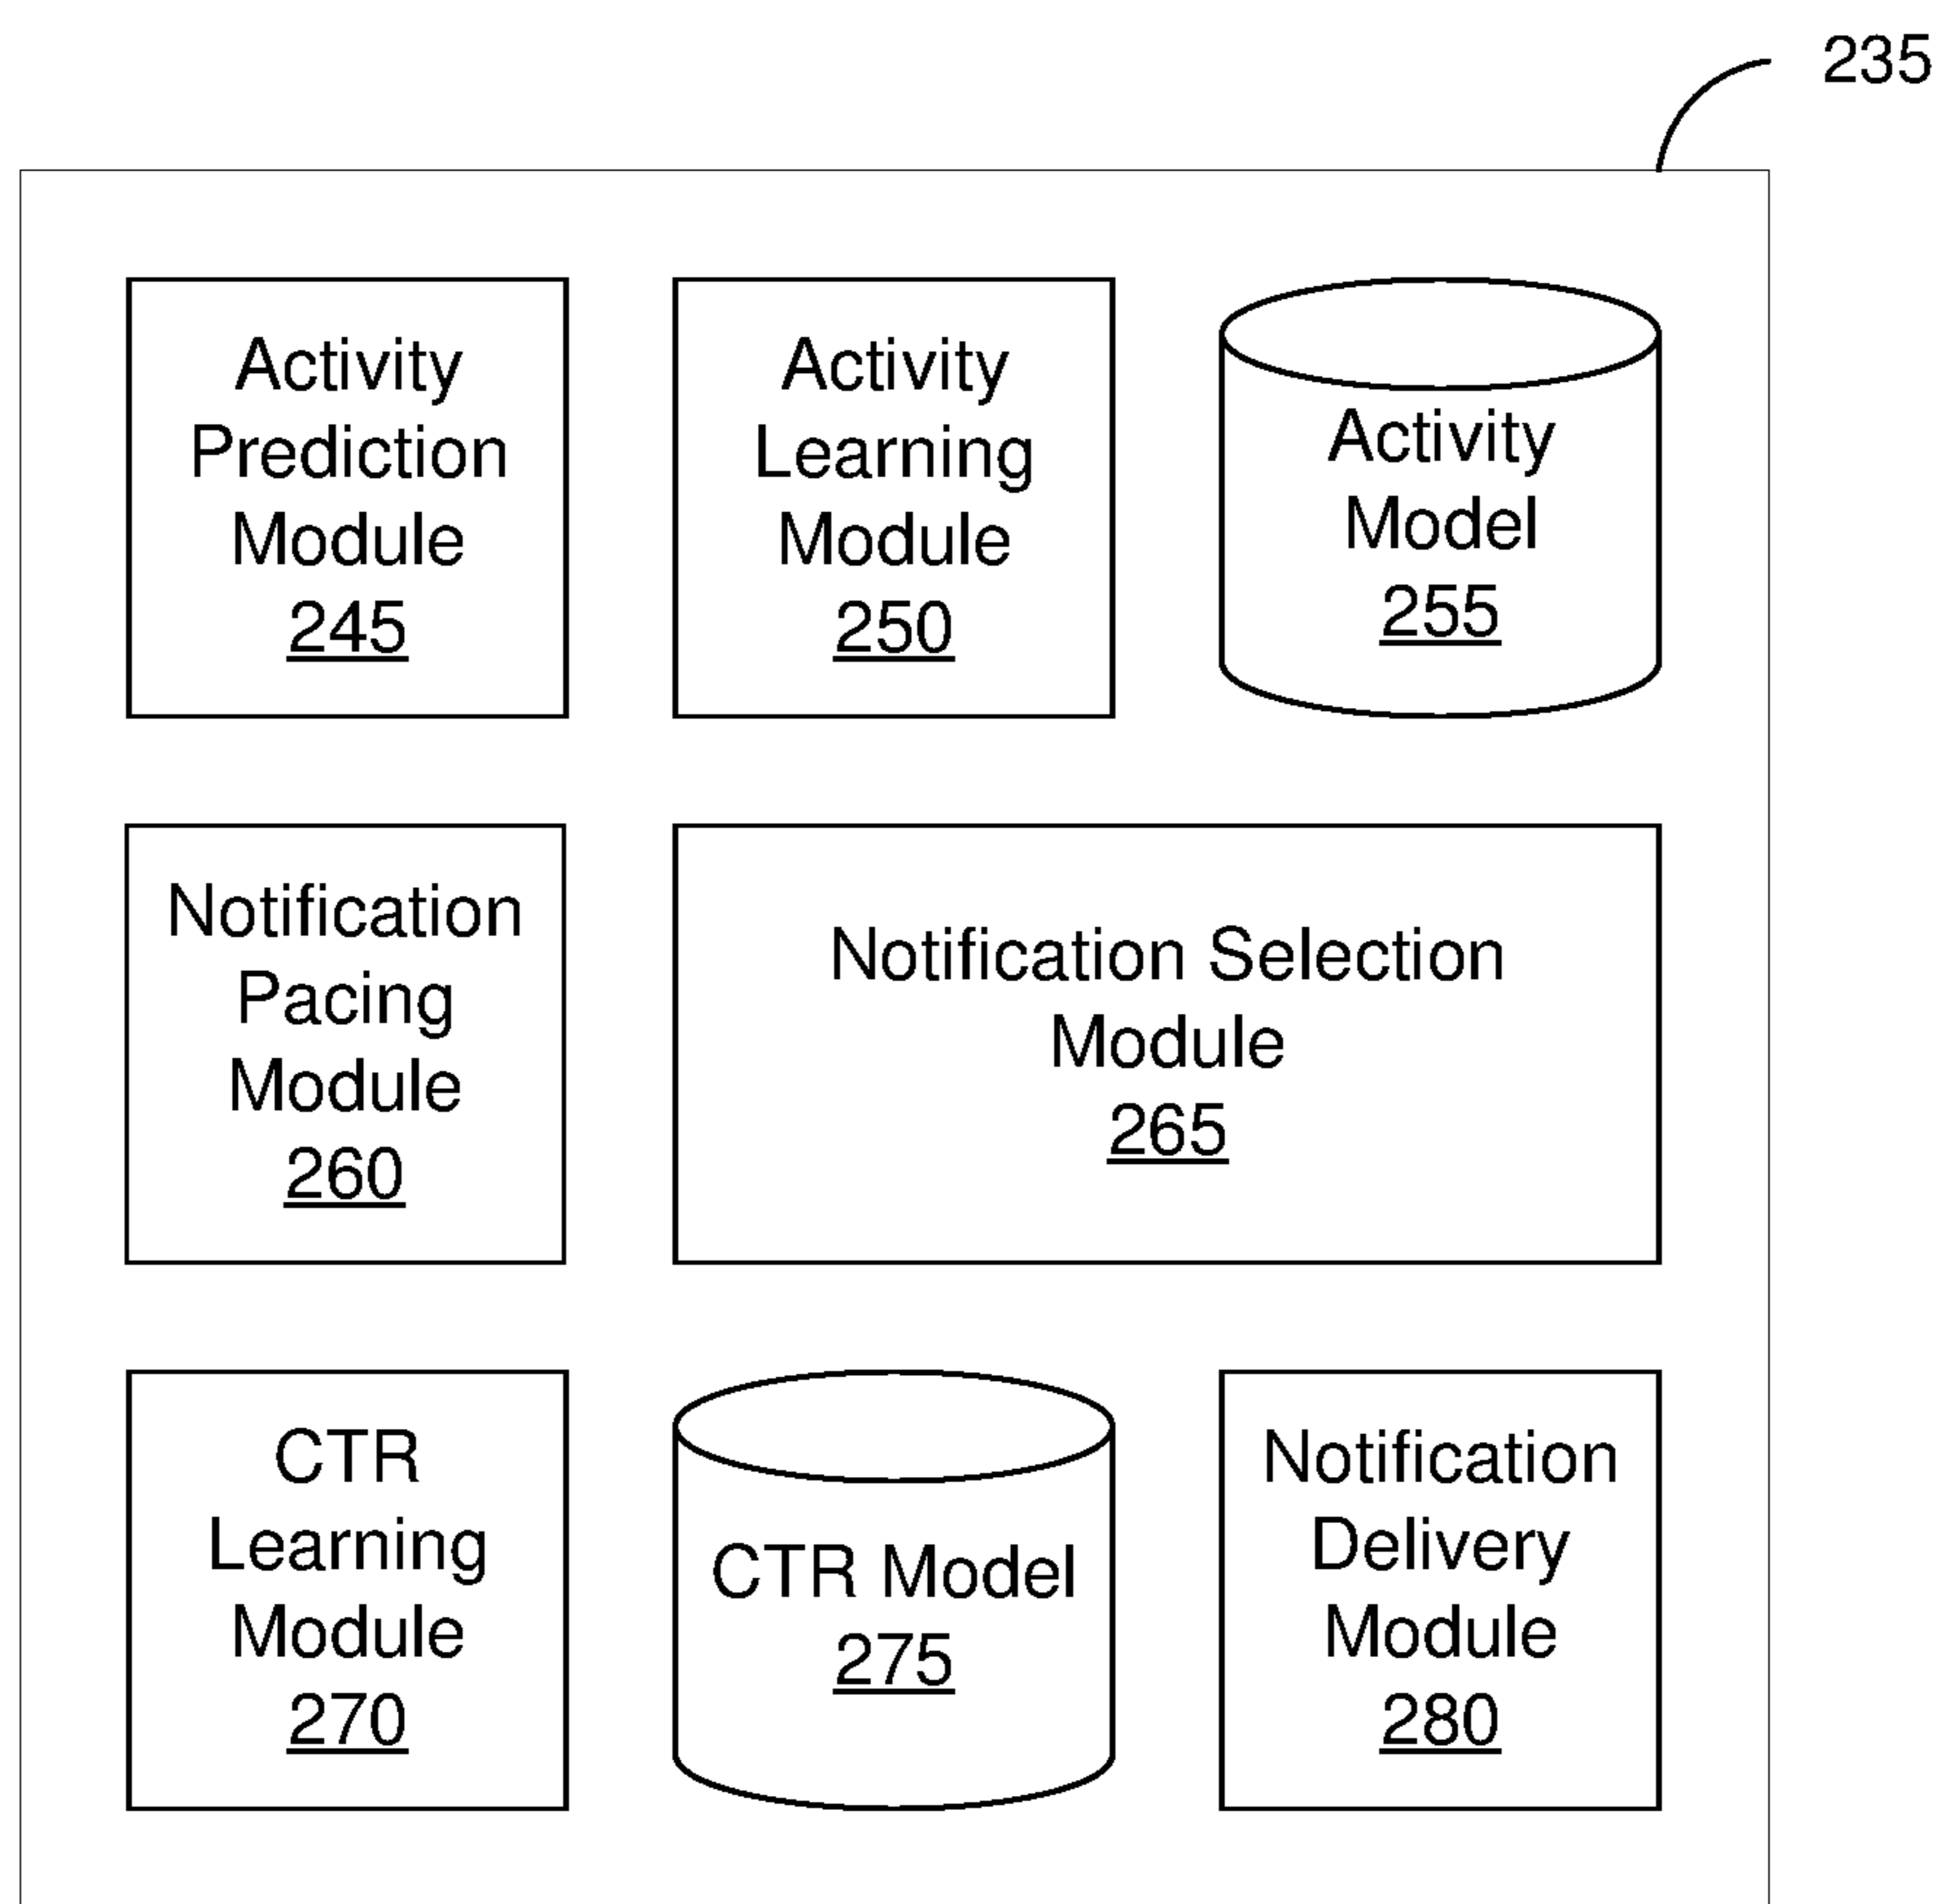 235
Activity
Prediction
Module
245
Activity
Learning
Module
250
Activity
Model
255
Notification
Pacing
Module
260
Notification Selection
Module
265
CTR
Learning
Module
270
CTR Model
275
Notification
Delivery
Module
280